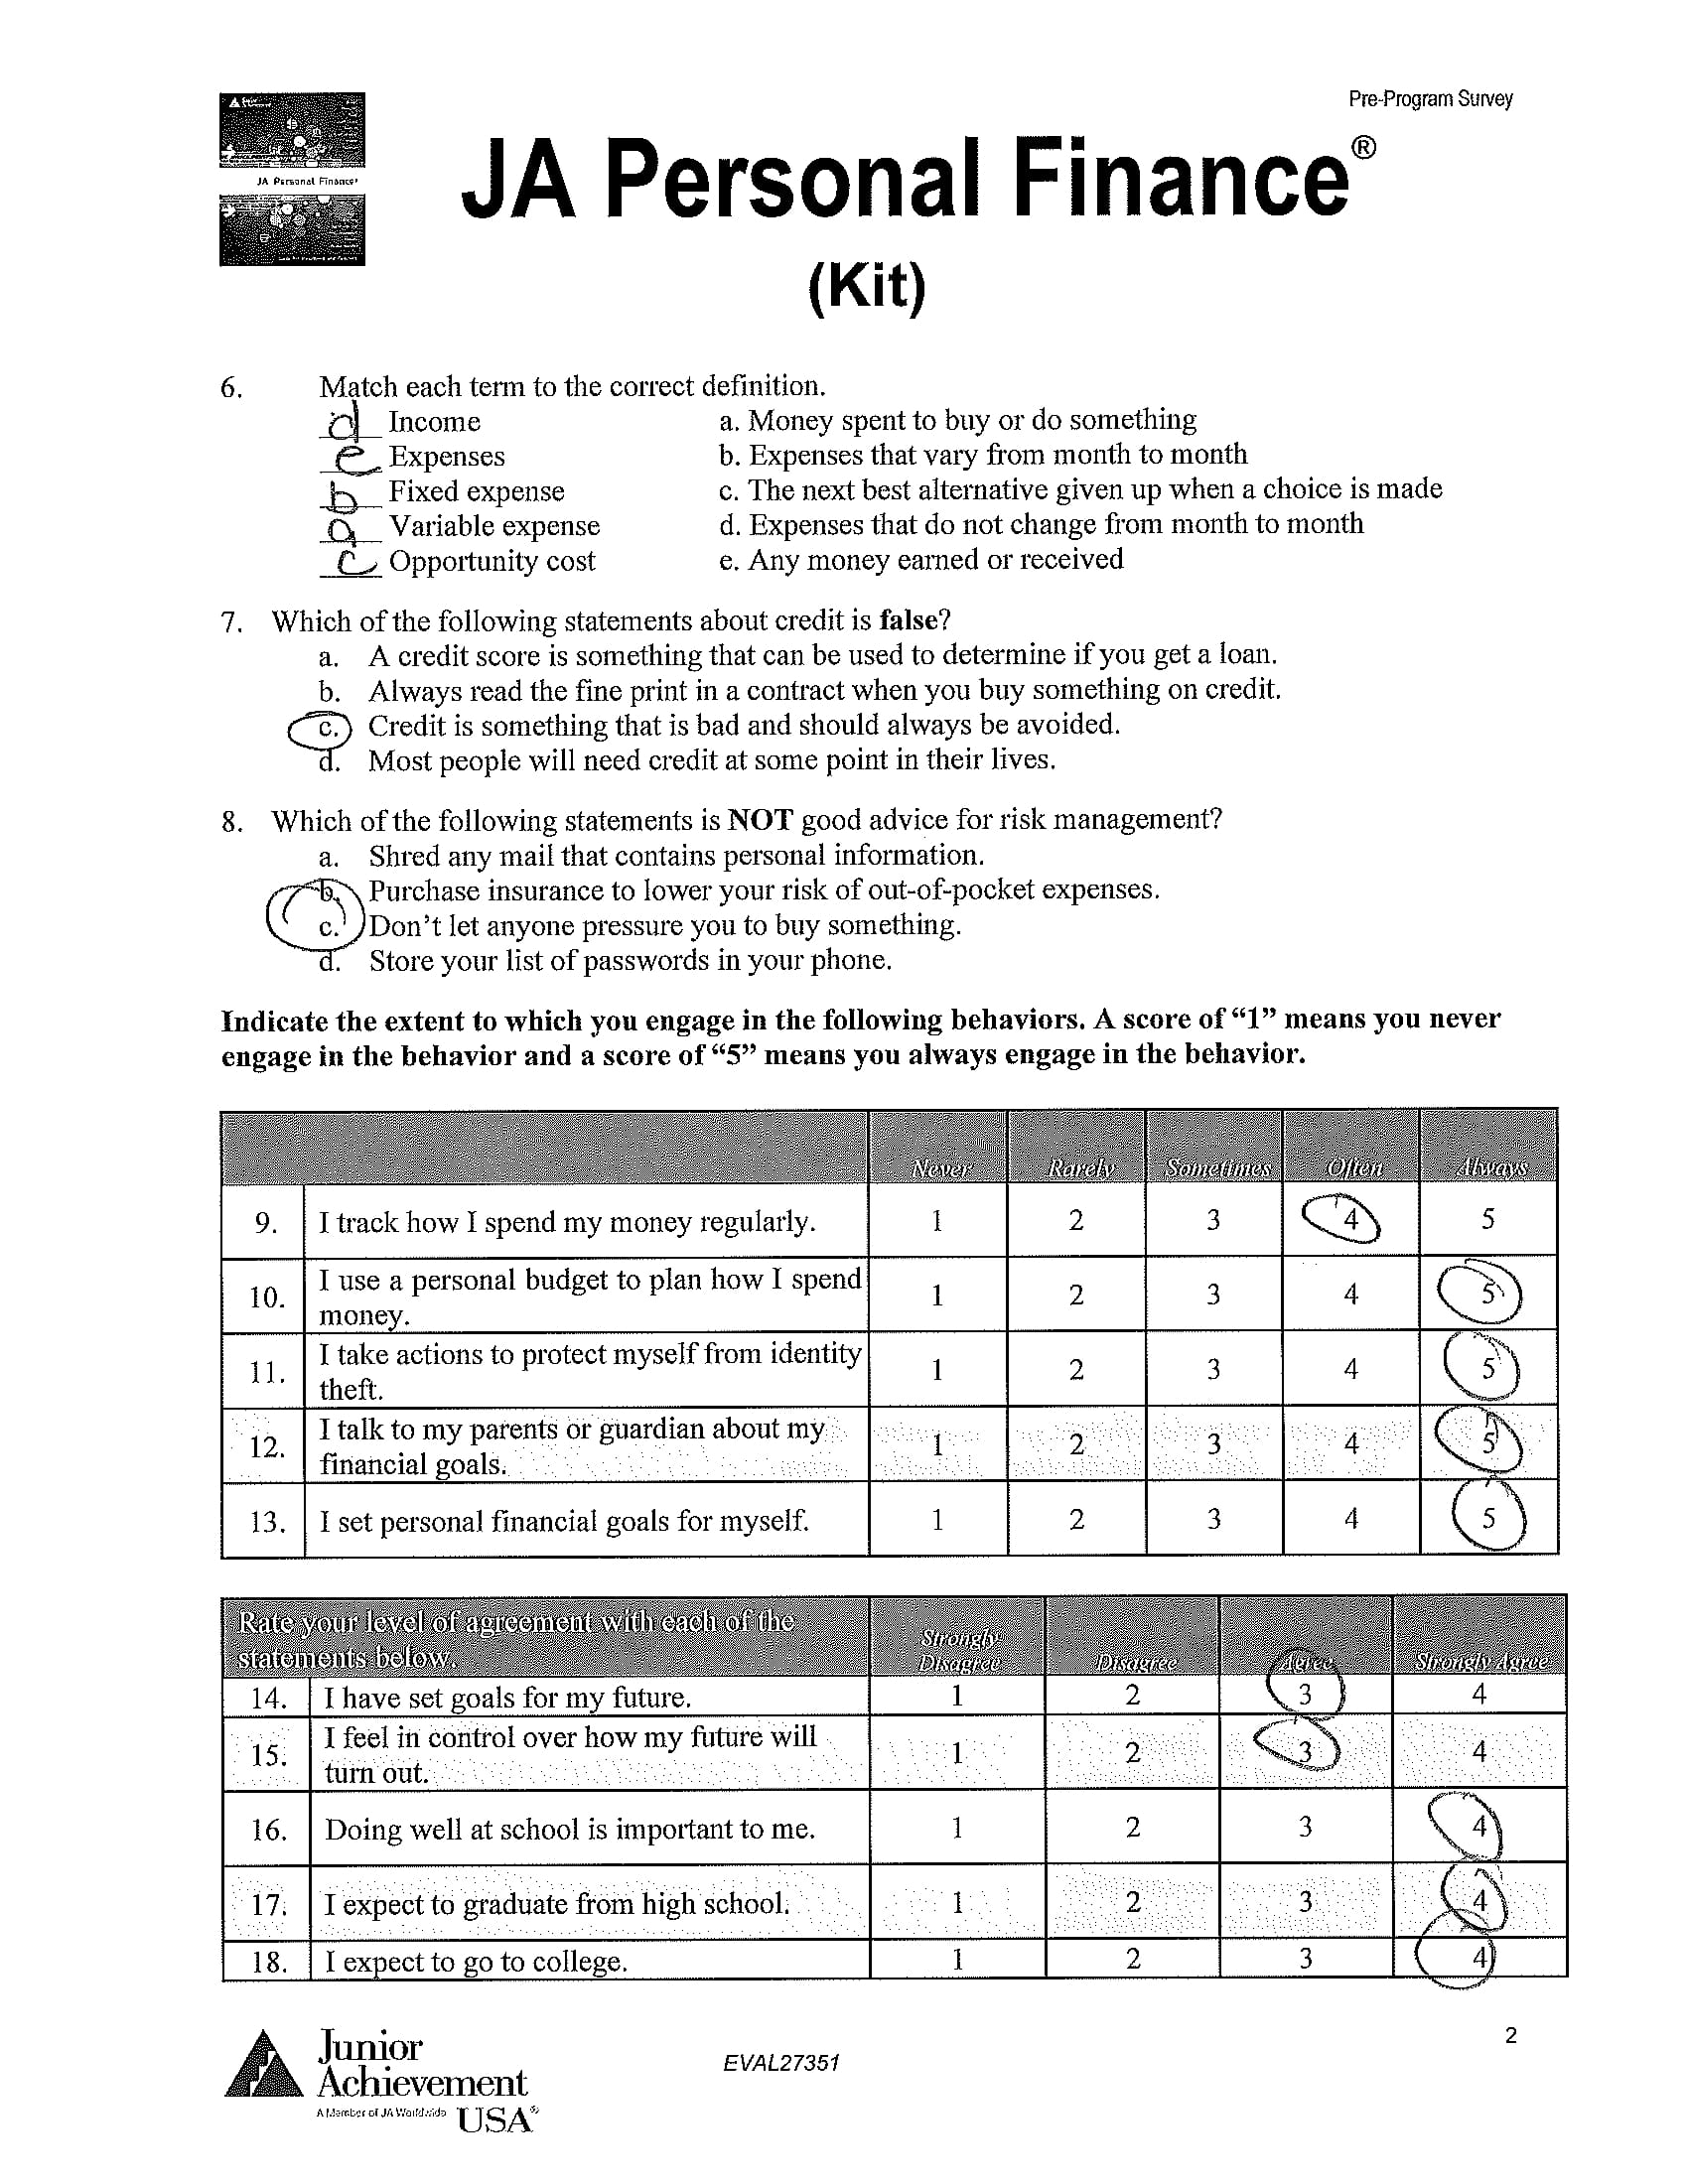 Pre-Program Survey
JA Personal Finance®
JA Personal Finance®
(Kit)
6. Match each term to the correct definition.
d Income a. Money spent to buy or do something
e Expenses b. Expenses that vary from month to month
b Fixed expense c. The next best alternative given up when a choice is made
a Variable expense d. Expenses that do not change from month to month
c Opportunity cost e. Any money earned or received
7. Which of the following statements about credit is false?
a. A credit score is something that can be used to determine if you get a loan.
b. Always read the fine print in a contract when you buy something on credit.
c. Credit is something that is bad and should always be avoided.
d. Most people will need credit at some point in their lives.
8. Which of the following statements is NOT good advice for risk management?
a. Shred any mail that contains personal information.
b. Purchase insurance to lower your risk of out-of-pocket expenses.
c. Don't let anyone pressure you to buy something.
d. Store your list of passwords in your phone.
Indicate the extent to which you engage in the following behaviors. A score of “1” means you never
engage in the behavior and a score of “5” means you always engage in the behavior.
Never Rarely Sometimes Often Always
9. I track how I spend my money regularly. 1 2 3 4 5
10. I use a personal budget to plan how I spend
money. 1 2 3 4 5
11. I take actions to protect myself from identity
theft. 1 2 3 4 5
12. I talk to my parents or guardian about my
financial goals. 1 2 3 4 5
13. I set personal financial goals for myself. 1 2 3 4 5
Rate your level of agreement with each of the
statements below. Strongly
Disagree Disagree Agree Strongly Agree
14. I have set goals for my future. 1 2 3 4
15. I feel in control over how my future will
turn out. 1 2 3 4
16. Doing well at school is important to me. 1 2 3 4
17. I expect to graduate from high school. 1 2 3 4
18. I expect to go to college. 1 2 3 4
2
Junior
Achievement
A Member of JA Worldwide USA®
EVAL27351